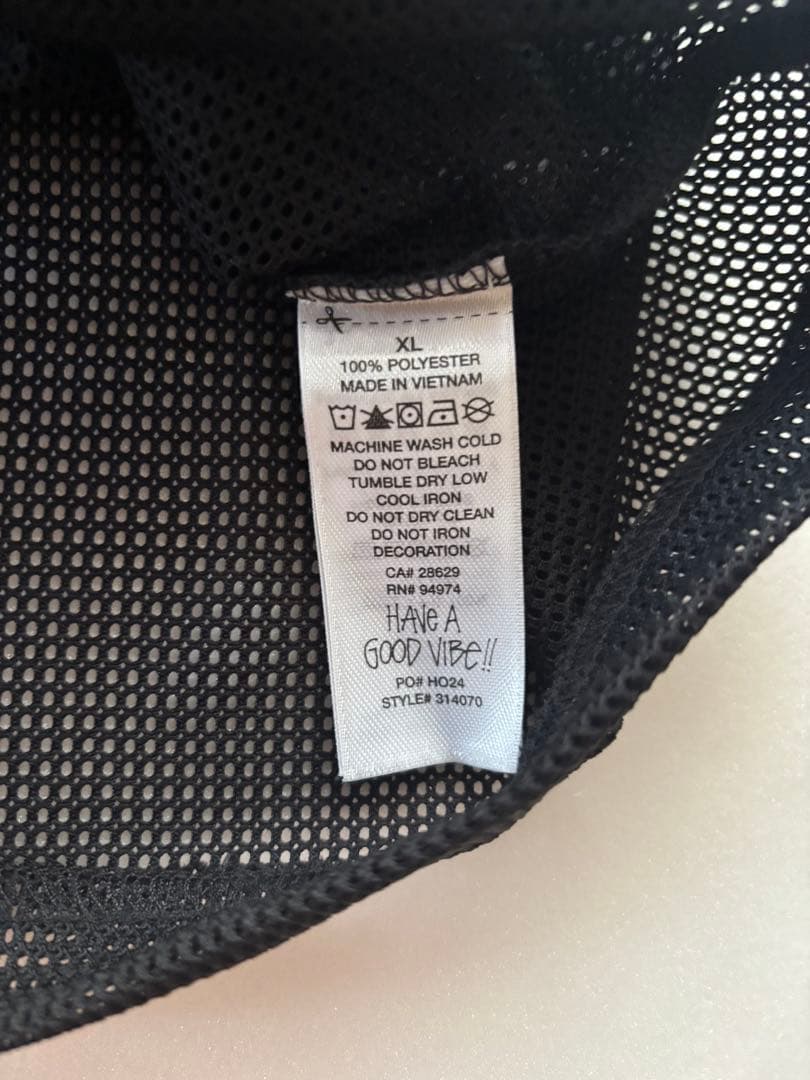 XL
100% POLYESTER
MADE IN VIETNAM
MACHINE WASH COLD
DO NOT BLEACH
TUMBLE DRY LOW
COOL IRON
DO NOT DRY CLEAN
DO NOT IRON
DECORATION
CA# 28629
RN# 94974
HAVE A
GOOD VIBE!!
PO# HO24
STYLE# 314070